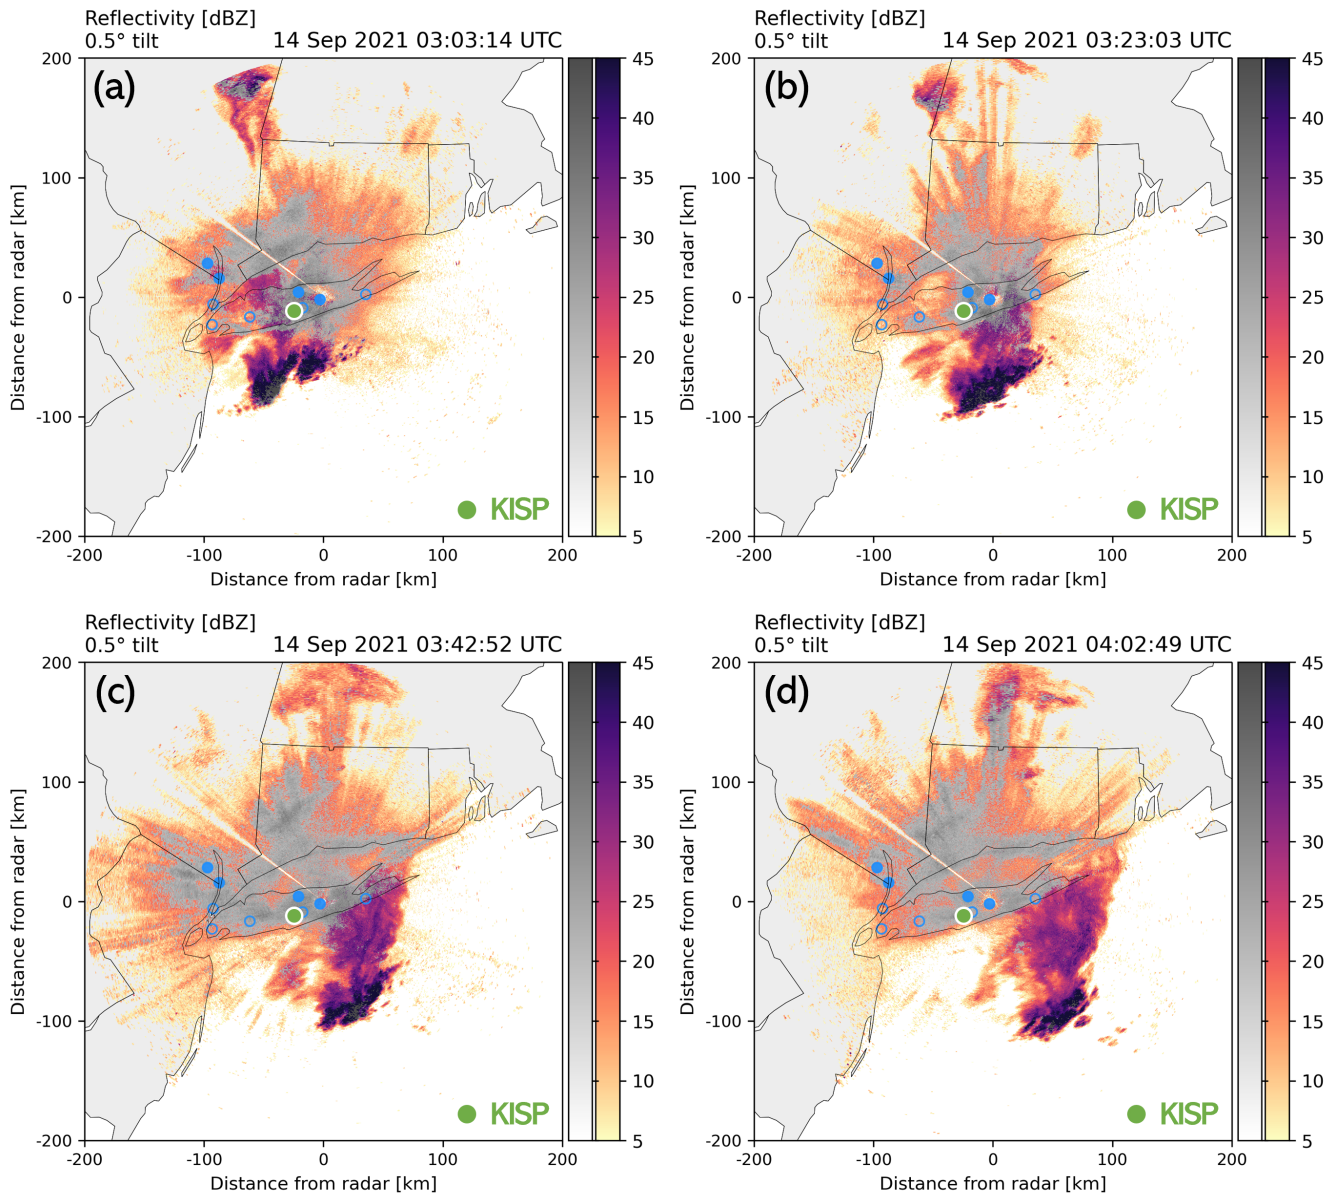 Reflectivity [dBZ]
0.5° tilt 14 Sep 2021 03:03:14 UTC
(a)
200
100
0
-100
-200
Distance from radar [km]
-200 -100 0 100 200
Distance from radar [km]
KISP
45
40
35
30
25
20
15
10
5
Reflectivity [dBZ]
0.5° tilt 14 Sep 2021 03:23:03 UTC
(b)
200
100
0
-100
-200
Distance from radar [km]
-200 -100 0 100 200
Distance from radar [km]
KISP
45
40
35
30
25
20
15
10
5
Reflectivity [dBZ]
0.5° tilt 14 Sep 2021 03:42:52 UTC
(c)
200
100
0
-100
-200
Distance from radar [km]
-200 -100 0 100 200
Distance from radar [km]
KISP
45
40
35
30
25
20
15
10
5
Reflectivity [dBZ]
0.5° tilt 14 Sep 2021 04:02:49 UTC
(d)
200
100
0
-100
-200
Distance from radar [km]
-200 -100 0 100 200
Distance from radar [km]
KISP
45
40
35
30
25
20
15
10
5